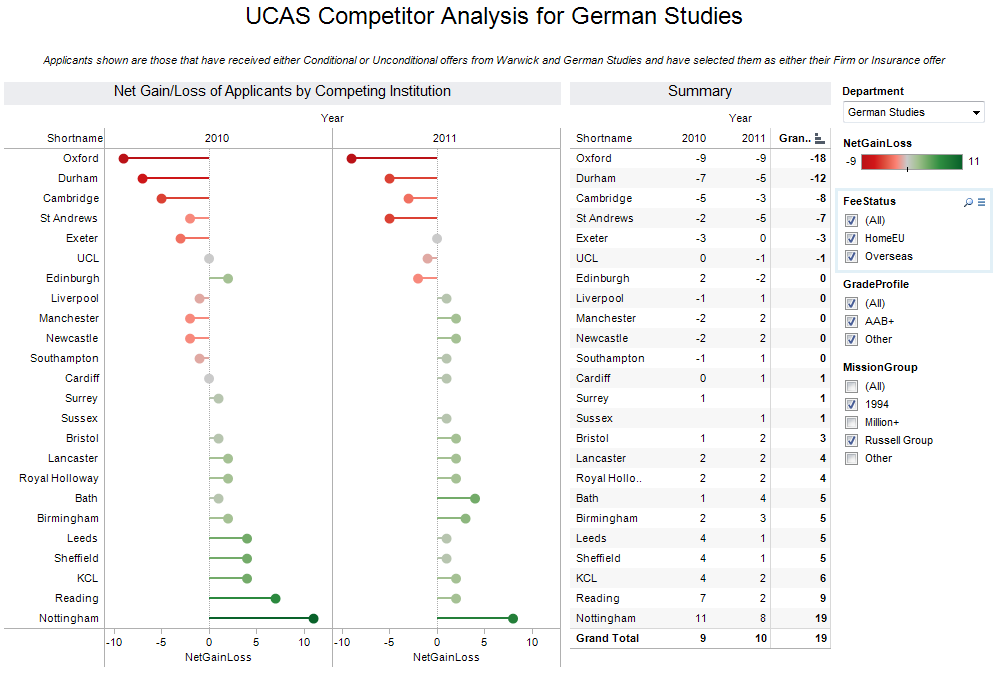 UCAS Competitor Analysis for German Studies
Applicants shown are those that have received either Conditional or Unconditional offers from Warwick and German Studies and have selected them as either their Firm or Insurance offer
Net Gain/Loss of Applicants by Competing Institution
Year
Shortname 2010 2011
Oxford
Durham
Cambridge
St Andrews
Exeter
UCL
Edinburgh
Liverpool
Manchester
Newcastle
Southampton
Cardiff
Surrey
Sussex
Bristol
Lancaster
Royal Holloway
Bath
Birmingham
Leeds
Sheffield
KCL
Reading
Nottingham
-10 -5 0 5 10 -10 -5 0 5 10
NetGainLoss NetGainLoss
Summary
Year
Shortname 2010 2011 Gran..
Oxford -9 -9 -18
Durham -7 -5 -12
Cambridge -5 -3 -8
St Andrews -2 -5 -7
Exeter -3 0 -3
UCL 0 -1 -1
Edinburgh 2 -2 0
Liverpool -1 1 0
Manchester -2 2 0
Newcastle -2 2 0
Southampton -1 1 0
Cardiff 0 1 1
Surrey 1 1
Sussex 1 1
Bristol 1 2 3
Lancaster 2 2 4
Royal Hollo.. 2 2 4
Bath 1 4 5
Birmingham 2 3 5
Leeds 4 1 5
Sheffield 4 1 5
KCL 4 2 6
Reading 7 2 9
Nottingham 11 8 19
Grand Total 9 10 19
Department
German Studies
NetGainLoss
-9 11
FeeStatus
(All)
HomeEU
Overseas
GradeProfile
(All)
AAB+
Other
MissionGroup
(All)
1994
Million+
Russell Group
Other